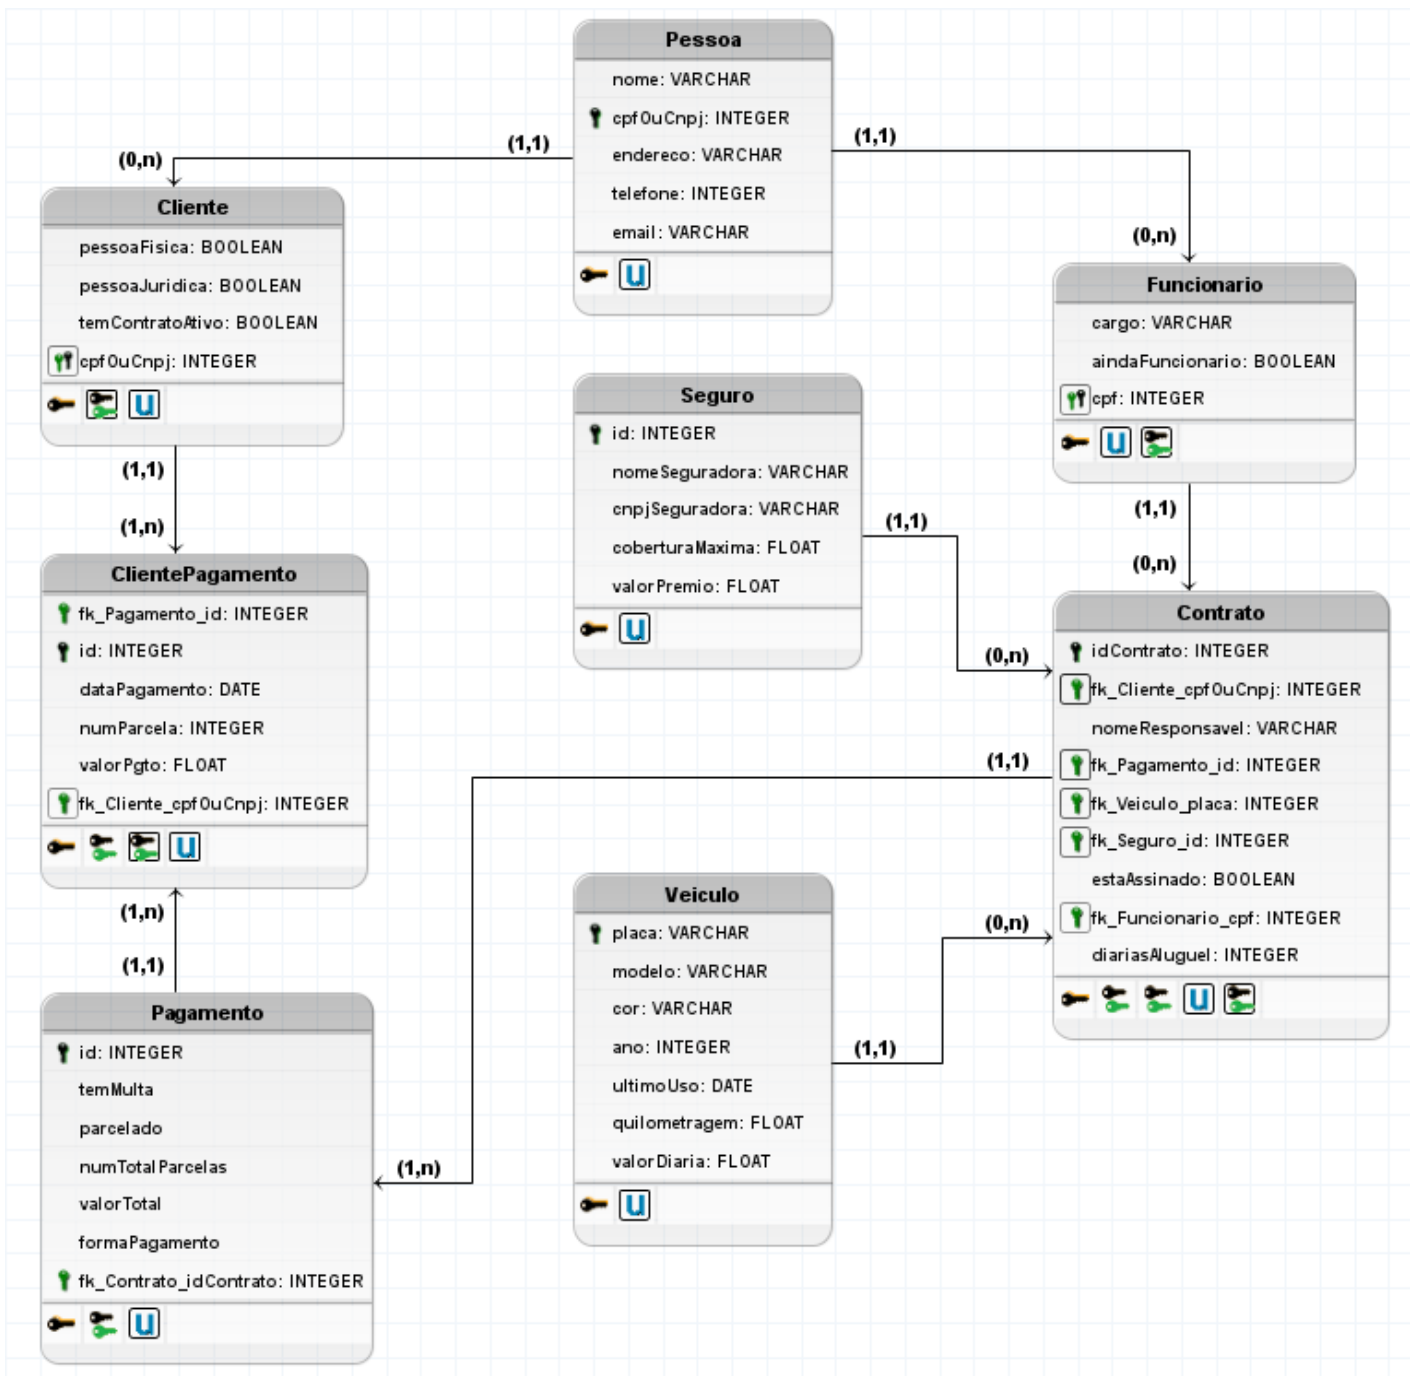 Pessoa
nome: VARCHAR
cpfOuCnpj: INTEGER
endereco: VARCHAR
telefone: INTEGER
email: VARCHAR
U
(1,1)
(0,n)
(1,1)
(0,n)
Cliente
pessoaFisica: BOOLEAN
pessoaJuridica: BOOLEAN
temContratoAtivo: BOOLEAN
cpfOuCnpj: INTEGER
U
(1,1)
(1,n)
Funcionario
cargo: VARCHAR
aindaFuncionario: BOOLEAN
cpf: INTEGER
U
(1,1)
(0,n)
Seguro
id: INTEGER
nomeSeguradora: VARCHAR
cnpjSeguradora: VARCHAR
coberturaMaxima: FLOAT
valorPremio: FLOAT
U
(1,1)
(0,n)
ClientePagamento
fk_Pagamento_id: INTEGER
id: INTEGER
dataPagamento: DATE
numParcela: INTEGER
valorPgto: FLOAT
fk_Cliente_cpfOuCnpj: INTEGER
U
(1,n)
(1,1)
Contrato
idContrato: INTEGER
fk_Cliente_cpfOuCnpj: INTEGER
nomeResponsavel: VARCHAR
fk_Pagamento_id: INTEGER
fk_Veiculo_placa: INTEGER
fk_Seguro_id: INTEGER
estaAssinado: BOOLEAN
fk_Funcionario_cpf: INTEGER
diariasAluguel: INTEGER
U
(1,1)
(1,n)
Veiculo
placa: VARCHAR
modelo: VARCHAR
cor: VARCHAR
ano: INTEGER
ultimoUso: DATE
quilometragem: FLOAT
valorDiaria: FLOAT
U
(1,1)
(0,n)
Pagamento
id: INTEGER
temMulta
parcelado
numTotalParcelas
valorTotal
formaPagamento
fk_Contrato_idContrato: INTEGER
U